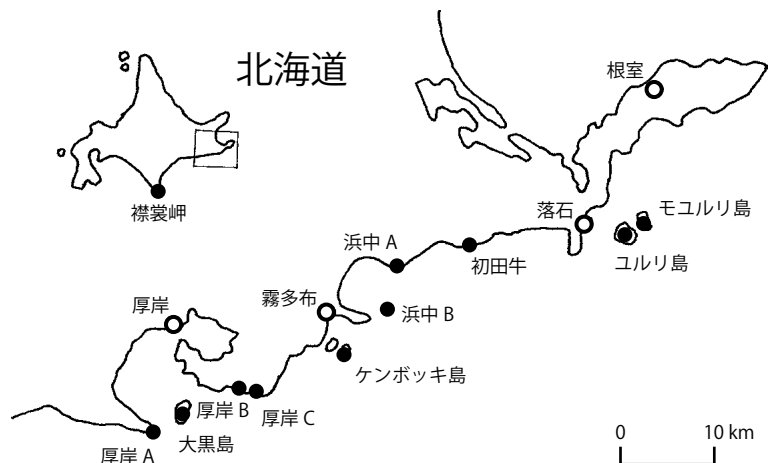 北海道
根室
襟裳岬
落石
モユルリ島
ユルリ島
浜中 A
初田牛
霧多布
浜中 B
厚岸
ケンボッキ島
厚岸 B
厚岸 C
大黒島
厚岸 A
0 10 km